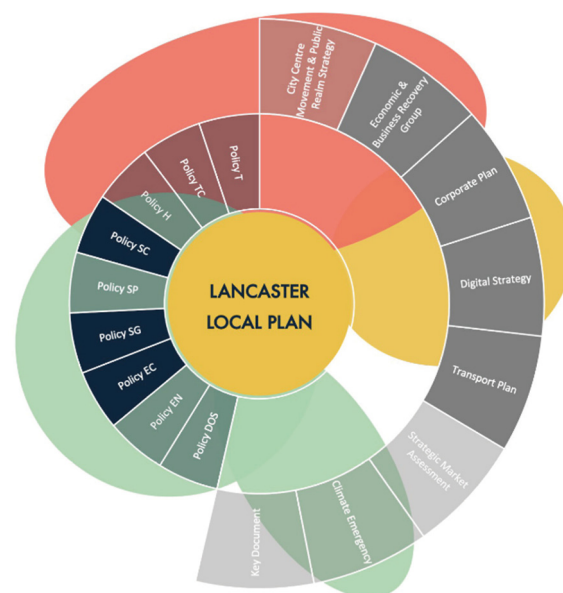 City Centre
Movement & Public
Realm Strategy
Economic &
Business Recovery
Group
Corporate Plan
Digital Strategy
Transport Plan
Strategic Market
Assessment
Climate Emergency
Key Document
Policy T
Policy TC
Policy H
Policy SC
Policy SP
Policy SG
Policy EC
Policy EN
Policy DOS
LANCASTER
LOCAL PLAN